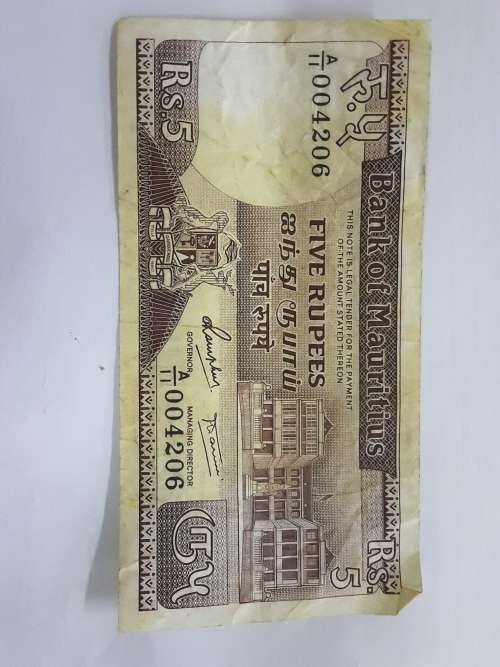 Bank of Mauritius
Rs.
5
THIS NOTE IS LEGAL TENDER FOR THE PAYMENT
OF THE AMOUNT STATED THEREON
A/11 004206
FIVE RUPEES
ஐந்து ரூபாய்
पांच रुपये
GOVERNOR
MANAGING DIRECTOR
Rs.5
A/11 004206